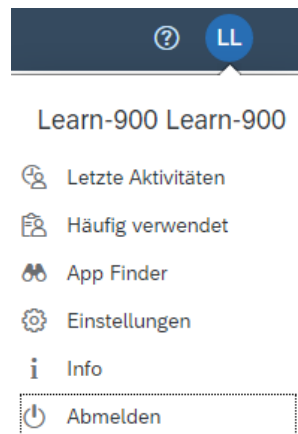 ? LL
Learn-900 Learn-900
Letzte Aktivitäten
Häufig verwendet
App Finder
Einstellungen
i Info
Abmelden